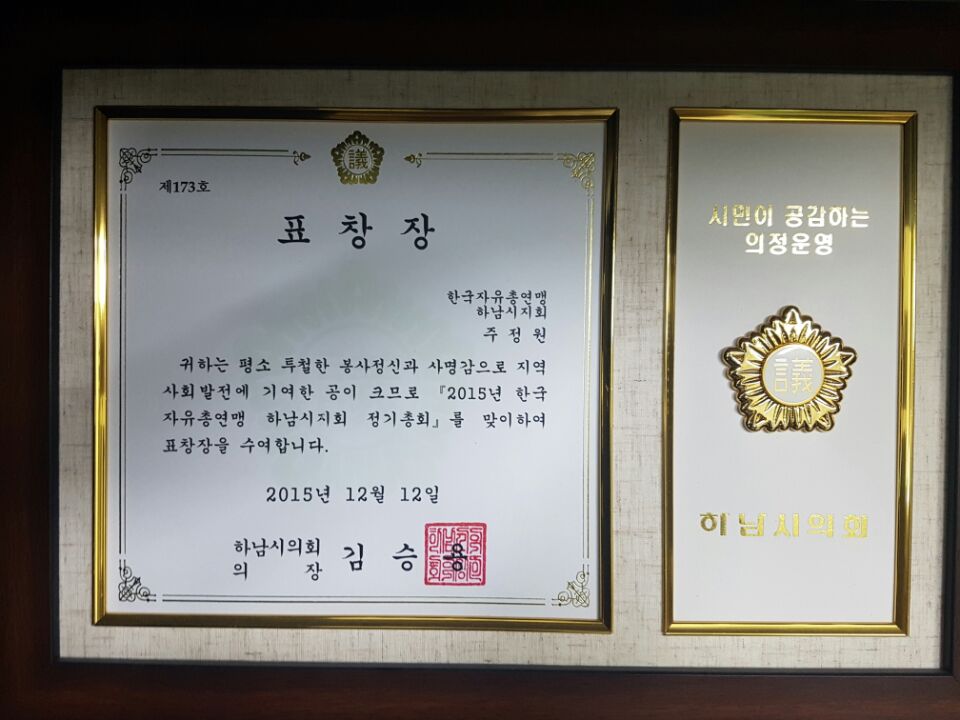 議
제173호
표 창 장
한국자유총연맹
하남시지회
주 정 원
귀하는 평소 투철한 봉사정신과 사명감으로 지역
사회발전에 기여한 공이 크므로 『2015년 한국
자유총연맹 하남시지회 정기총회』를 맞이하여
표창장을 수여합니다.
2015년 12월 12일
하남시의회
의 장 김 승 용
시민이 공감하는
의정운영
議
하남시의회